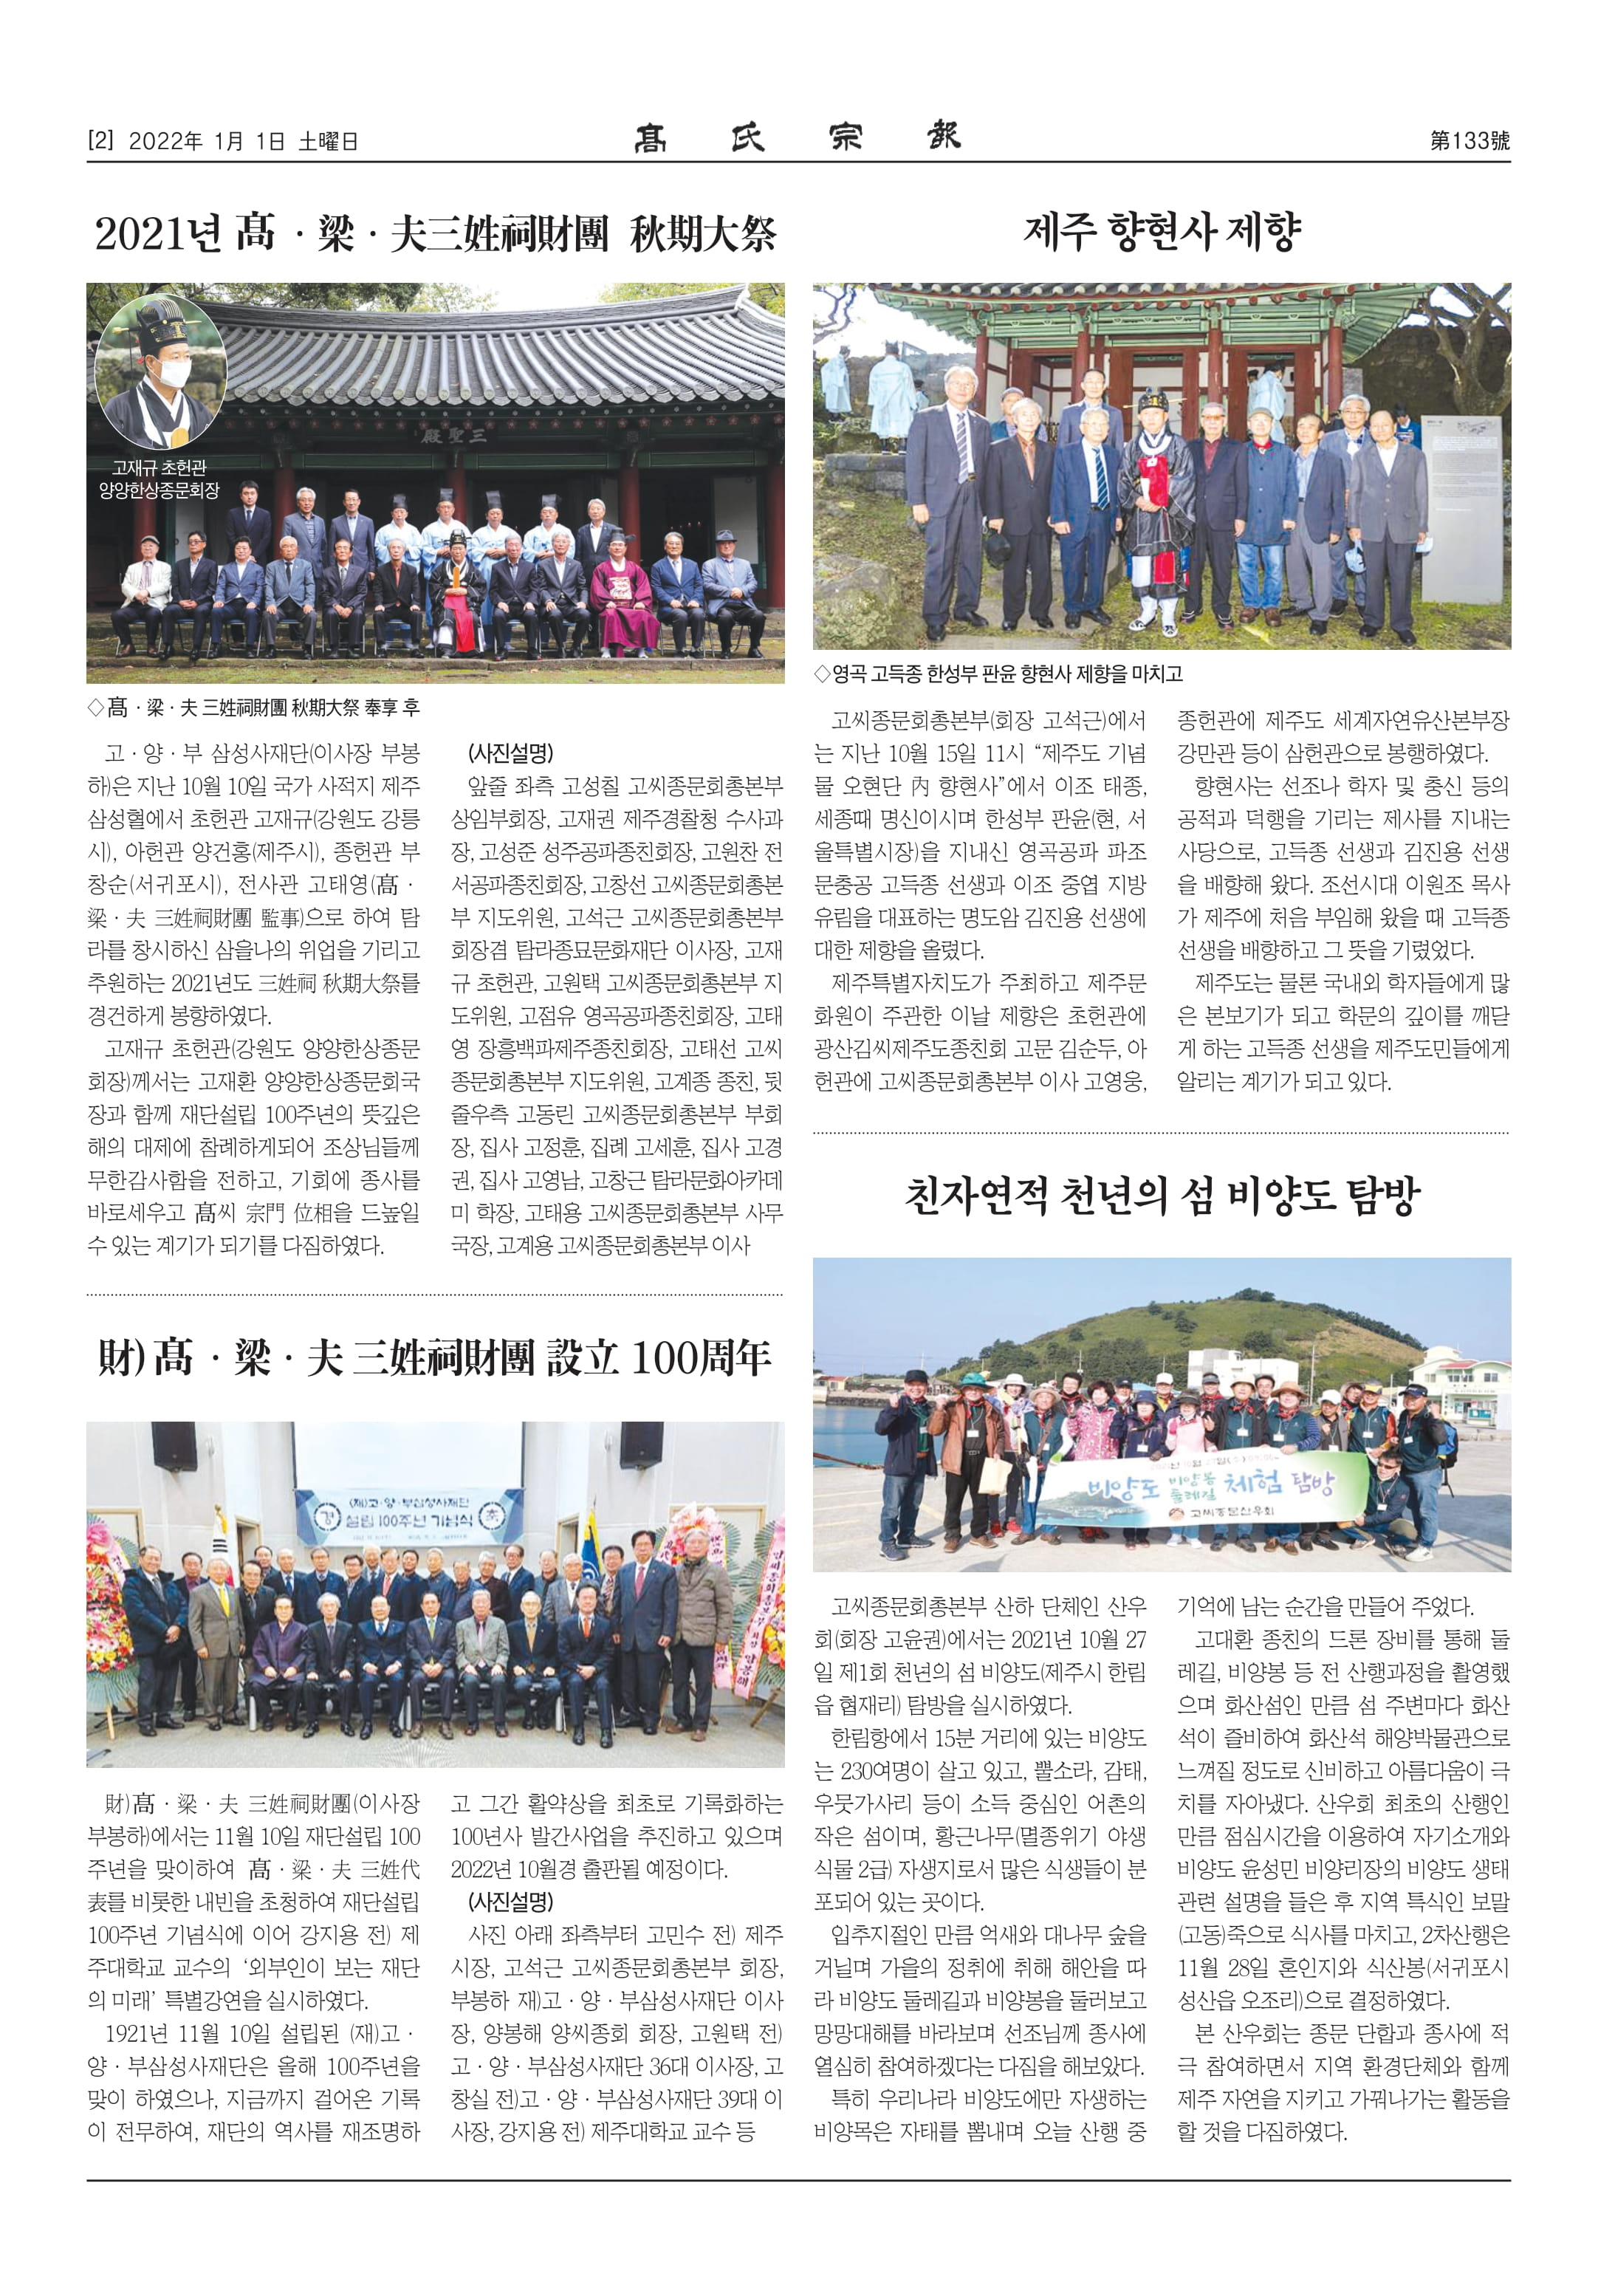 [2] 2022年 1月 1日 土曜日
髙 氏 宗 報
第133號
2021년 髙 · 梁 · 夫三姓祠財團 秋期大祭
三聖殿
고재규 초헌관
양양한상종문회장
◇髙 · 梁 · 夫 三姓祠財團 秋期大祭 奉享 후
고 · 양 · 부 삼성사재단(이사장 부봉
하)은 지난 10월 10일 국가 사적지 제주
삼성혈에서 초헌관 고재규(강원도 강릉
시), 아헌관 양건홍(제주시), 종헌관 부
창순(서귀포시), 전사관 고태영(髙 ·
梁 · 夫 三姓祠財團 監事)으로 하여 탐
라를 창시하신 삼을나의 위업을 기리고
추원하는 2021년도 三姓祠 秋期大祭를
경건하게 봉향하였다.
고재규 초헌관(강원도 양양한상종문
회장)께서는 고재환 양양한상종문회국
장과 함께 재단설립 100주년의 뜻깊은
해의 대제에 참례하게되어 조상님들께
무한감사함을 전하고, 기회에 종사를
바로세우고 髙씨 宗門 位相을 드높일
수 있는 계기가 되기를 다짐하였다.
(사진설명)
앞줄 좌측 고성칠 고씨종문회총본부
상임부회장, 고재권 제주경찰청 수사과
장, 고성준 성주공파종친회장, 고원찬 전
서공파종친회장, 고창선 고씨종문회총본
부 지도위원, 고석근 고씨종문회총본부
회장겸 탐라종묘문화재단 이사장, 고재
규 초헌관, 고원택 고씨종문회총본부 지
도위원, 고점유 영곡공파종친회장, 고태
영 장흥백파제주종친회장, 고태선 고씨
종문회총본부 지도위원, 고계종 종친, 뒷
줄우측 고동린 고씨종문회총본부 부회
장, 집사 고정훈, 집례 고세훈, 집사 고경
권, 집사 고영남, 고창근 탐라문화아카데
미 학장, 고태용 고씨종문회총본부 사무
국장, 고계용 고씨종문회총본부 이사
財) 髙 · 梁 · 夫 三姓祠財團 設立 100周年
(재)고·양·부삼성사재단
설립 100주년 기념식
財)髙 · 梁 · 夫 三姓祠財團(이사장
부봉하)에서는 11월 10일 재단설립 100
주년을 맞이하여 髙 · 梁 · 夫 三姓代
表를 비롯한 내빈을 초청하여 재단설립
100주년 기념식에 이어 강지용 전) 제
주대학교 교수의 ‘외부인이 보는 재단
의 미래’ 특별강연을 실시하였다.
1921년 11월 10일 설립된 (재)고 ·
양 · 부삼성사재단은 올해 100주년을
맞이 하였으나, 지금까지 걸어온 기록
이 전무하여, 재단의 역사를 재조명하
고 그간 활약상을 최초로 기록화하는
100년사 발간사업을 추진하고 있으며
2022년 10월경 출판될 예정이다.
(사진설명)
사진 아래 좌측부터 고민수 전) 제주
시장, 고석근 고씨종문회총본부 회장,
부봉하 재)고 · 양 · 부삼성사재단 이사
장, 양봉해 양씨종회 회장, 고원택 전)
고 · 양 · 부삼성사재단 36대 이사장, 고
창실 전)고 · 양 · 부삼성사재단 39대 이
사장, 강지용 전) 제주대학교 교수 등
제주 향현사 제향
◇영곡 고득종 한성부 판윤 향현사 제향을 마치고
고씨종문회총본부(회장 고석근)에서
는 지난 10월 15일 11시 “제주도 기념
물 오현단 內 향현사”에서 이조 태종,
세종때 명신이시며 한성부 판윤(현, 서
울특별시장)을 지내신 영곡공파 파조
문충공 고득종 선생과 이조 중엽 지방
유림을 대표하는 명도암 김진용 선생에
대한 제향을 올렸다.
제주특별자치도가 주최하고 제주문
화원이 주관한 이날 제향은 초헌관에
광산김씨제주도종친회 고문 김순두, 아
헌관에 고씨종문회총본부 이사 고영웅,
종헌관에 제주도 세계자연유산본부장
강만관 등이 삼헌관으로 봉행하였다.
향현사는 선조나 학자 및 충신 등의
공적과 덕행을 기리는 제사를 지내는
사당으로, 고득종 선생과 김진용 선생
을 배향해 왔다. 조선시대 이원조 목사
가 제주에 처음 부임해 왔을 때 고득종
선생을 배향하고 그 뜻을 기렸었다.
제주도는 물론 국내외 학자들에게 많
은 본보기가 되고 학문의 깊이를 깨닫
게 하는 고득종 선생을 제주도민들에게
알리는 계기가 되고 있다.
친자연적 천년의 섬 비양도 탐방
비양도 비양봉 둘레길 체험 탐방
고씨종문산우회
고씨종문회총본부 산하 단체인 산우
회(회장 고윤권)에서는 2021년 10월 27
일 제1회 천년의 섬 비양도(제주시 한림
읍 협재리) 탐방을 실시하였다.
한림항에서 15분 거리에 있는 비양도
는 230여명이 살고 있고, 뿔소라, 감태,
우뭇가사리 등이 소득 중심인 어촌의
작은 섬이며, 황근나무(멸종위기 야생
식물 2급) 자생지로서 많은 식생들이 분
포되어 있는 곳이다.
입추지절인 만큼 억새와 대나무 숲을
거닐며 가을의 정취에 취해 해안을 따
라 비양도 둘레길과 비양봉을 둘러보고
망망대해를 바라보며 선조님께 종사에
열심히 참여하겠다는 다짐을 해보았다.
특히 우리나라 비양도에만 자생하는
비양목은 자태를 뽐내며 오늘 산행 중
기억에 남는 순간을 만들어 주었다.
고대환 종친의 드론 장비를 통해 둘
레길, 비양봉 등 전 산행과정을 촬영했
으며 화산섬인 만큼 섬 주변마다 화산
석이 즐비하여 화산석 해양박물관으로
느껴질 정도로 신비하고 아름다움이 극
치를 자아냈다. 산우회 최초의 산행인
만큼 점심시간을 이용하여 자기소개와
비양도 윤성민 비양리장의 비양도 생태
관련 설명을 들은 후 지역 특식인 보말
(고동)죽으로 식사를 마치고, 2차산행은
11월 28일 혼인지와 식산봉(서귀포시
성산읍 오조리)으로 결정하였다.
본 산우회는 종문 단합과 종사에 적
극 참여하면서 지역 환경단체와 함께
제주 자연을 지키고 가꿔나가는 활동을
할 것을 다짐하였다.